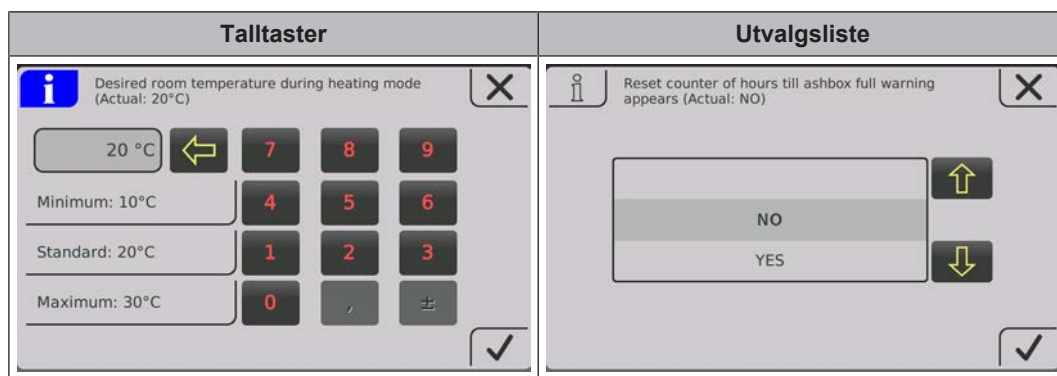 Talltaster
Utvalgsliste
i
Desired room temperature during heating mode
(Actual: 20°C)
20 °C
7
8
9
Minimum: 10°C
4
5
6
Standard: 20°C
1
2
3
Maximum: 30°C
0
,
±
i
Reset counter of hours till ashbox full warning
appears (Actual: NO)
NO
YES